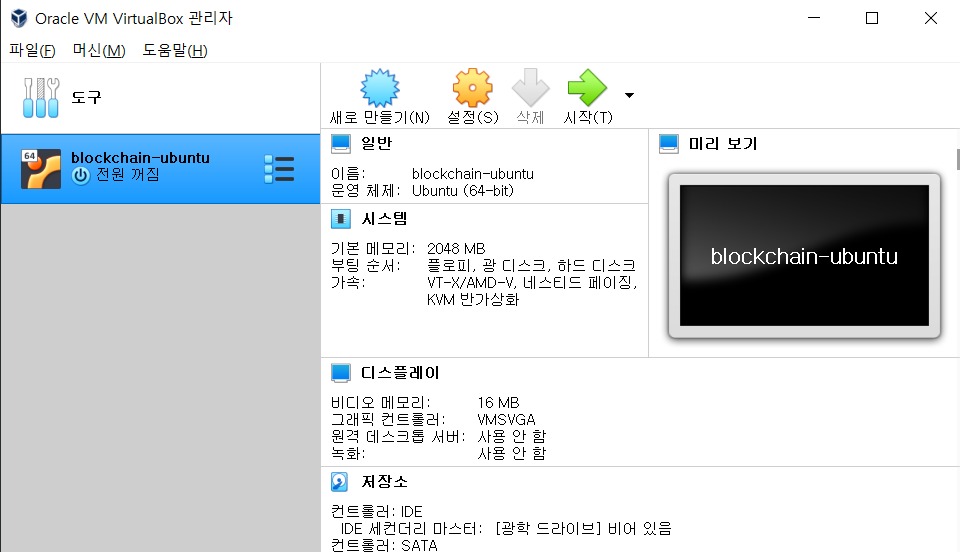 Oracle VM VirtualBox 관리자
파일(F) 머신(M) 도움말(H)
도구
새로 만들기(N) 설정(S) 삭제 시작(T)
64
blockchain-ubuntu
전원 꺼짐
일반
이름: blockchain-ubuntu
운영 체제: Ubuntu (64-bit)
시스템
기본 메모리: 2048 MB
부팅 순서: 플로피, 광 디스크, 하드 디스크
가속: VT-X/AMD-V, 네스티드 페이징,
KVM 반가상화
미리 보기
blockchain-ubuntu
디스플레이
비디오 메모리: 16 MB
그래픽 컨트롤러: VMSVGA
원격 데스크톱 서버: 사용 안 함
녹화: 사용 안 함
저장소
컨트롤러: IDE
IDE 세컨더리 마스터: [광학 드라이브] 비어 있음
컨트롤러: SATA